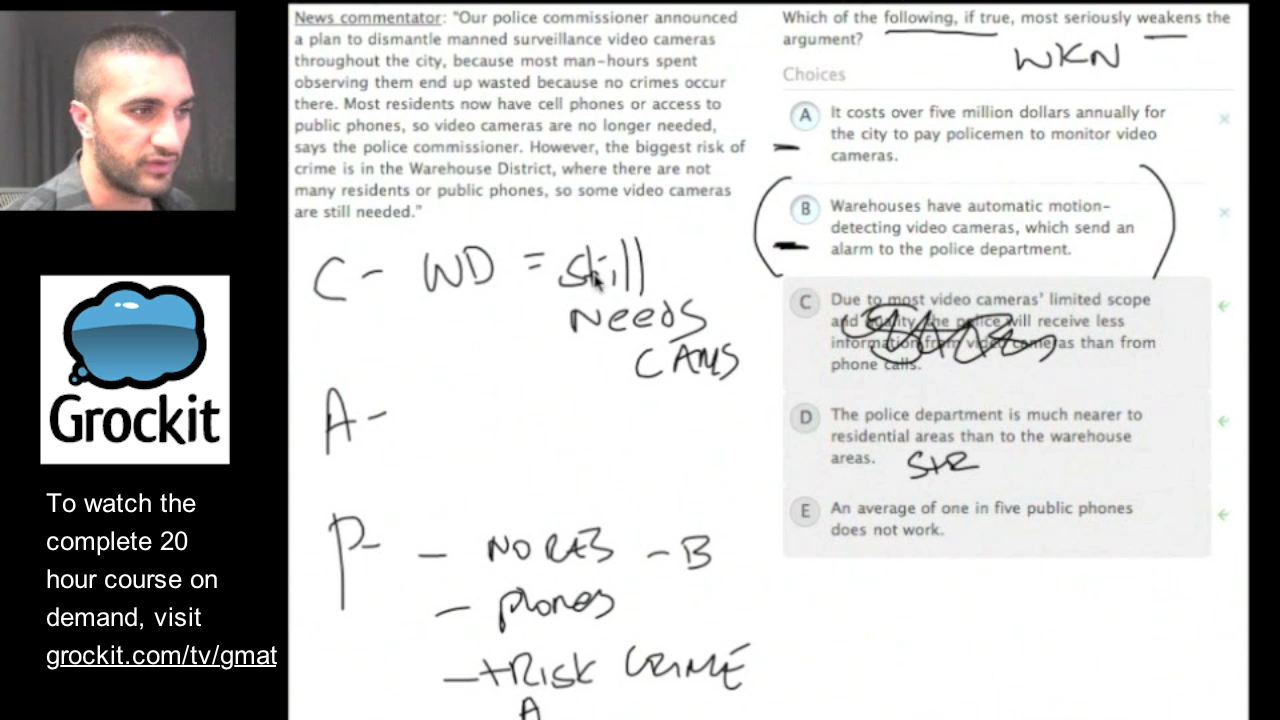 News commentator: "Our police commissioner announced
a plan to dismantle manned surveillance video cameras
throughout the city, because most man-hours spent
observing them end up wasted because no crimes occur
there. Most residents now have cell phones or access to
public phones, so video cameras are no longer needed,
says the police commissioner. However, the biggest risk of
crime is in the Warehouse District, where there are not
many residents or public phones, so some video cameras
are still needed."
C - WD = still
Needs
CAMS
A -
P - - NO RES - B
- phones
- +RISK CRIME
A
Which of the following, if true, most seriously weakens the
argument?
WKN
Choices
A It costs over five million dollars annually for
the city to pay policemen to monitor video
cameras.
B Warehouses have automatic motion-
detecting video cameras, which send an
alarm to the police department.
C Due to most video cameras' limited scope
and quality, the police will receive less
information from video cameras than from
phone calls.
D The police department is much nearer to
residential areas than to the warehouse
areas. STR
E An average of one in five public phones
does not work.
Grockit
To watch the
complete 20
hour course on
demand, visit
grockit.com/tv/gmat